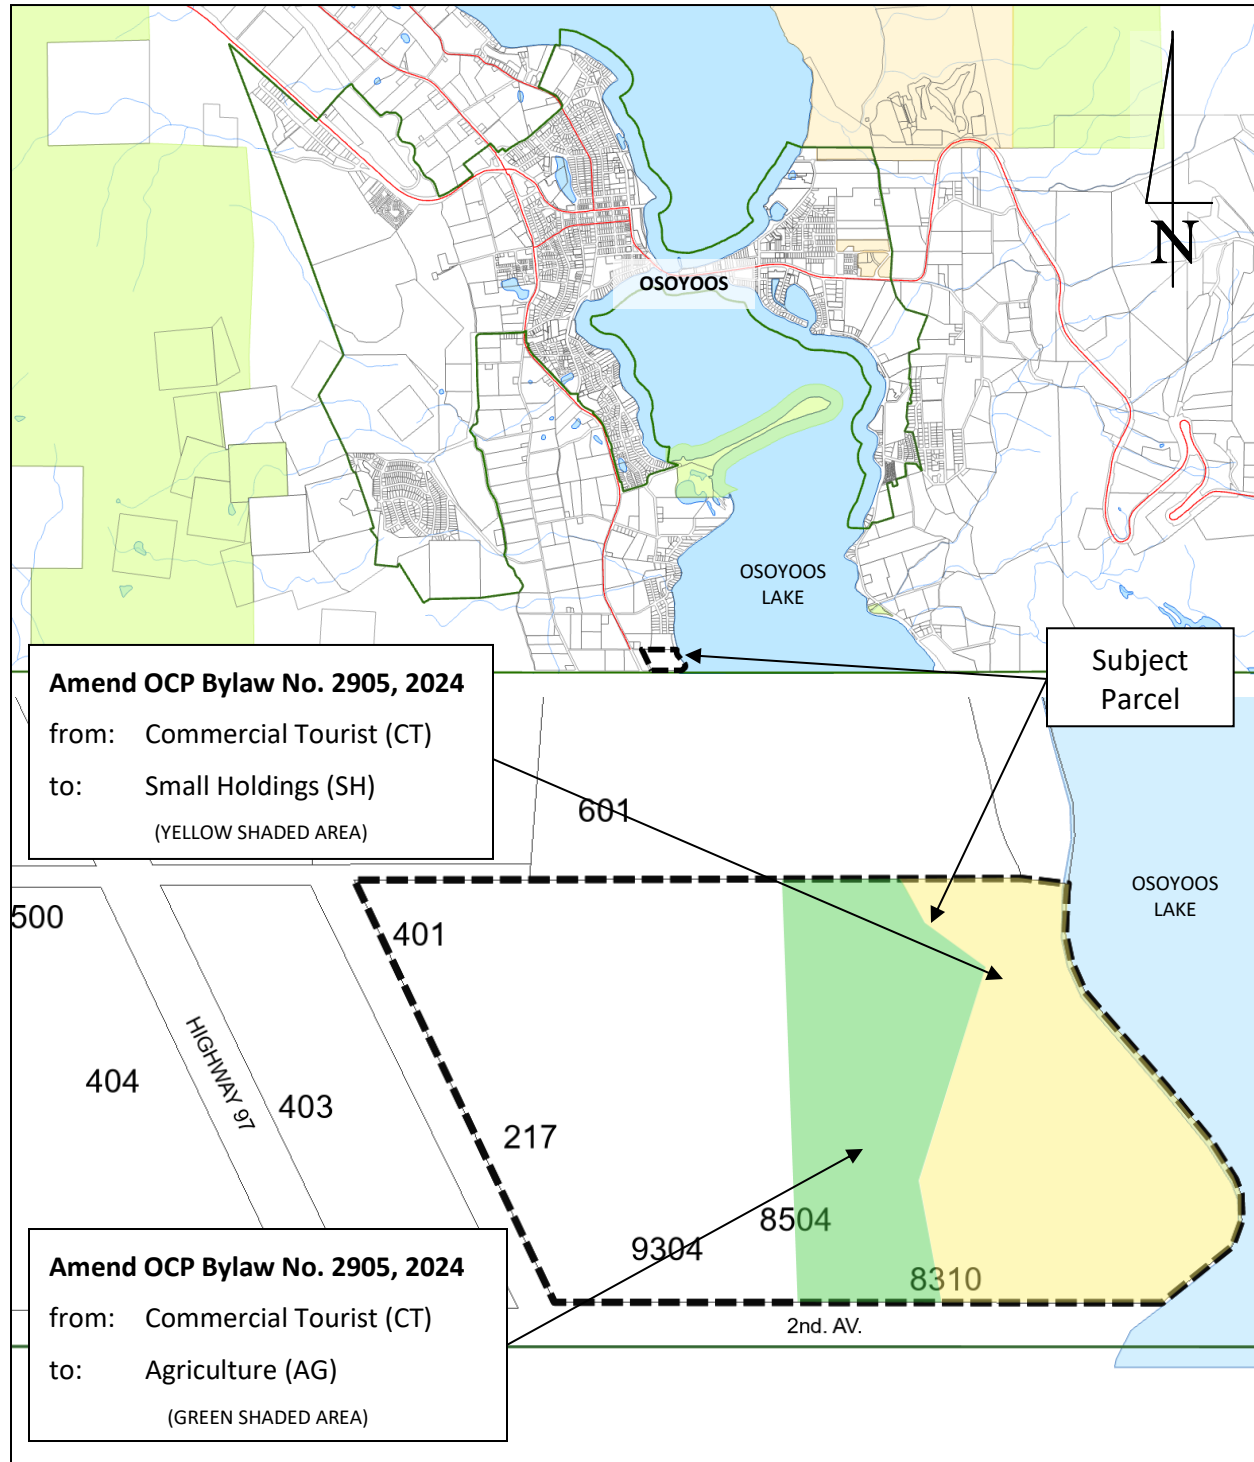 N
OSOYOOS
OSOYOOS
LAKE
Subject
Parcel
Amend OCP Bylaw No. 2905, 2024
from: Commercial Tourist (CT)
to: Small Holdings (SH)
(YELLOW SHADED AREA)
601
OSOYOOS
LAKE
500
401
404
HIGHWAY 97
403
217
8504
9304
8310
2nd. AV.
Amend OCP Bylaw No. 2905, 2024
from: Commercial Tourist (CT)
to: Agriculture (AG)
(GREEN SHADED AREA)